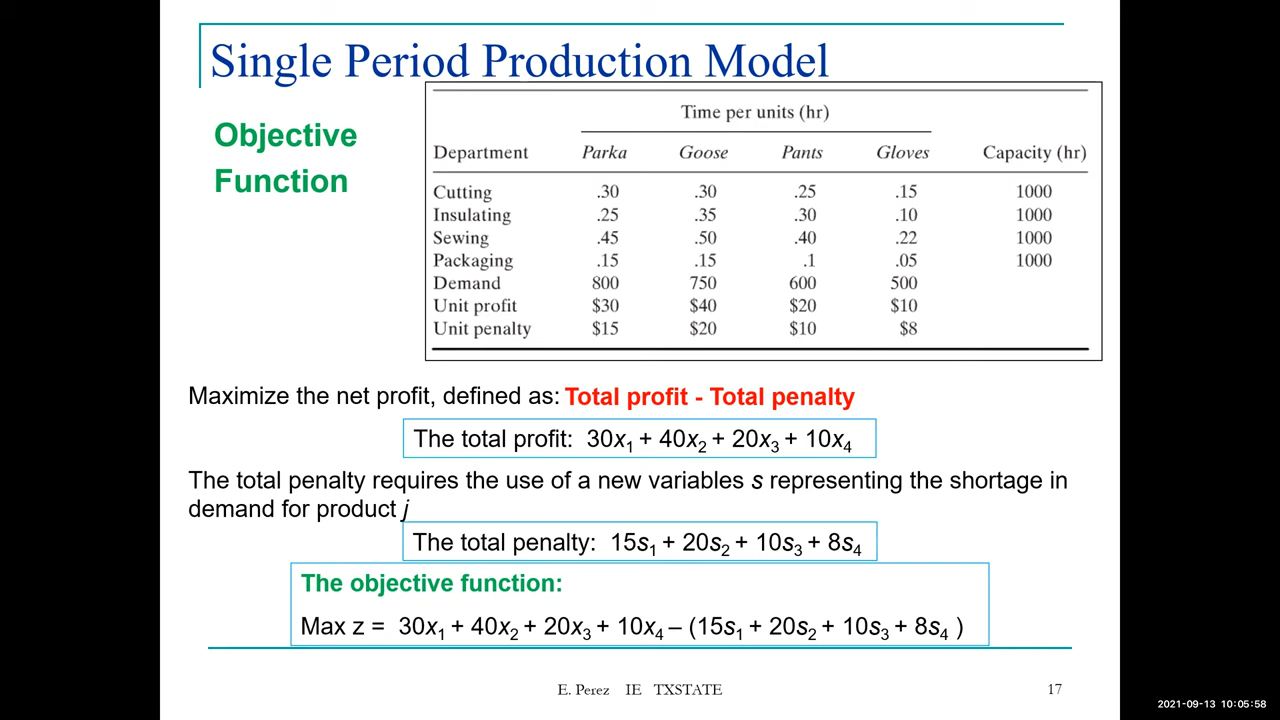 Single Period Production Model
Objective
Function
Time per units (hr)
Department Parka Goose Pants Gloves Capacity (hr)
Cutting .30 .30 .25 .15 1000
Insulating .25 .35 .30 .10 1000
Sewing .45 .50 .40 .22 1000
Packaging .15 .15 .1 .05 1000
Demand 800 750 600 500
Unit profit $30 $40 $20 $10
Unit penalty $15 $20 $10 $8
Maximize the net profit, defined as: Total profit - Total penalty
The total profit: 30x₁ + 40x₂ + 20x₃ + 10x₄
The total penalty requires the use of a new variables s representing the shortage in
demand for product j
The total penalty: 15s₁ + 20s₂ + 10s₃ + 8s₄
The objective function:
Max z = 30x₁ + 40x₂ + 20x₃ + 10x₄ – (15s₁ + 20s₂ + 10s₃ + 8s₄ )
E. Perez IE TXSTATE
17
2021-09-13 10:05:58